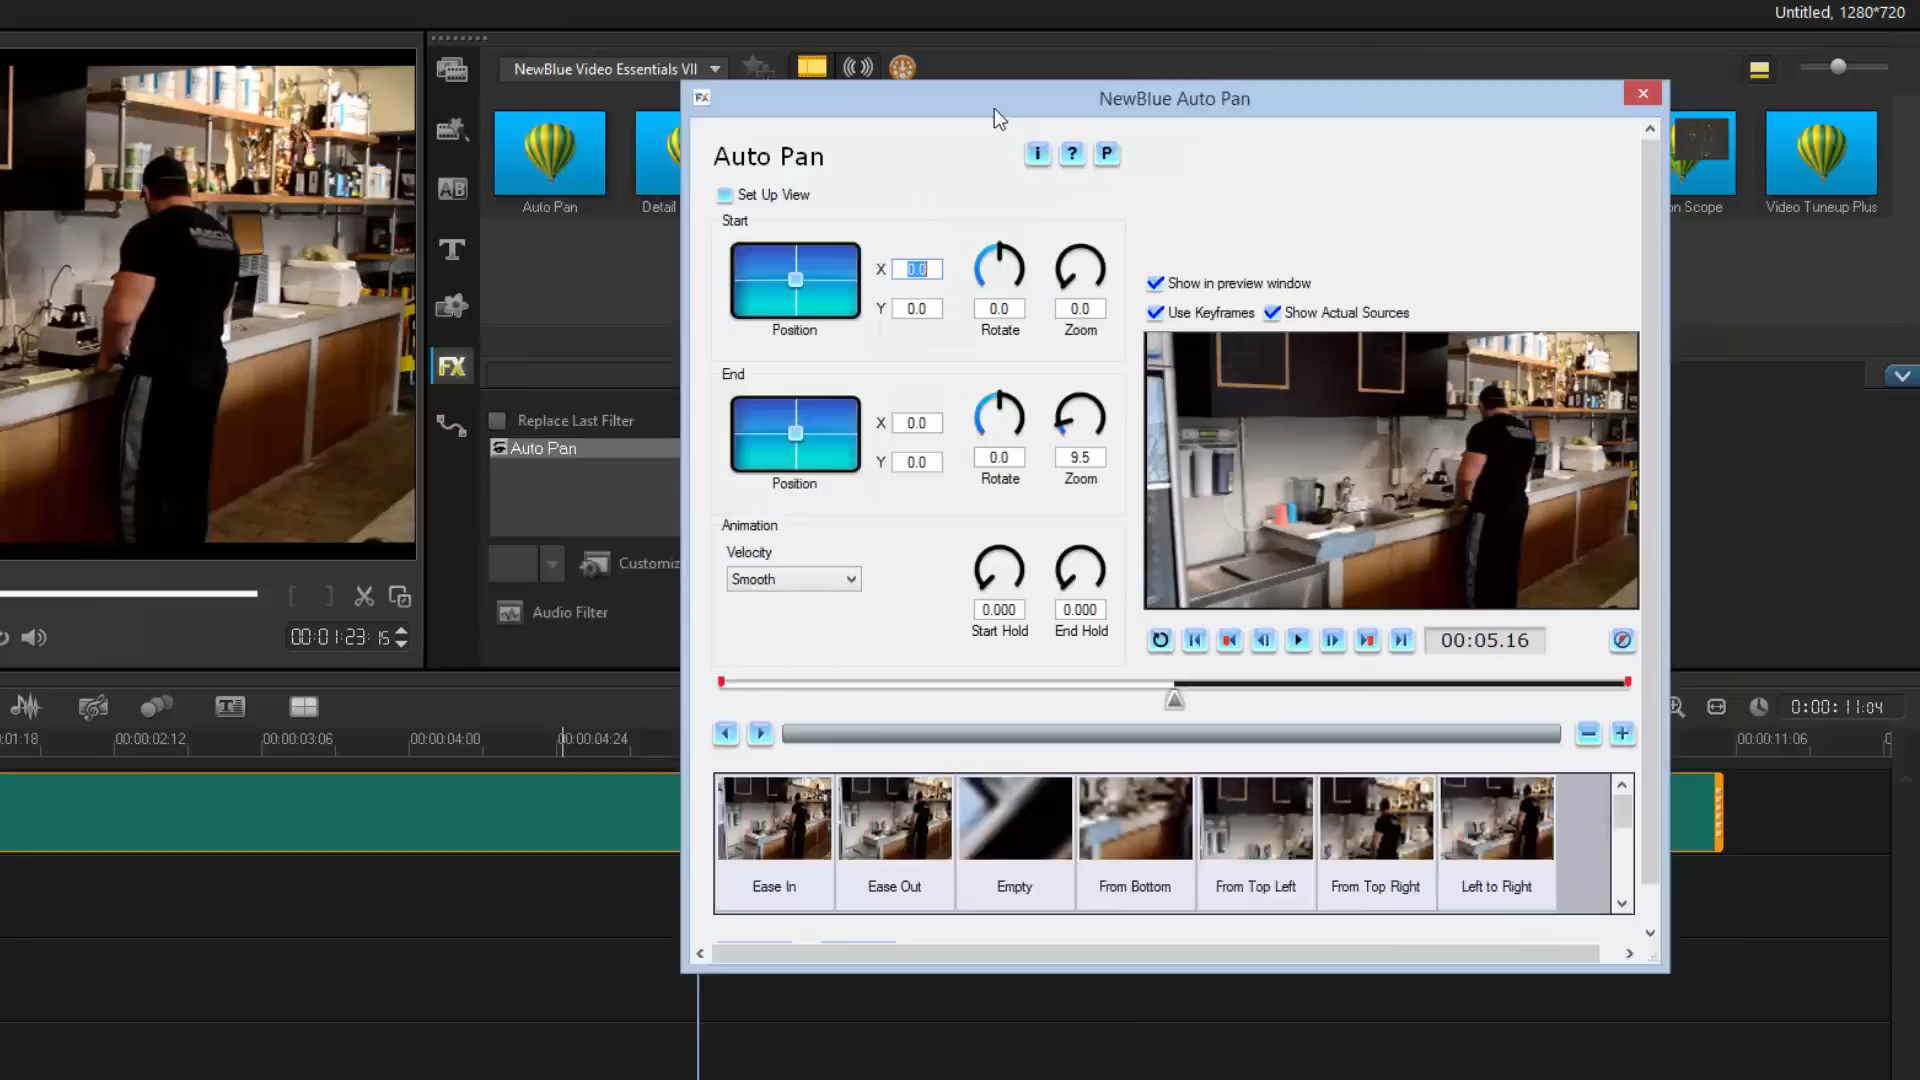 Untitled, 1280*720
NewBlue Video Essentials VII
FX
NewBlue Auto Pan
Auto Pan
Detail
on Scope
Video Tuneup Plus
AB
T
FX
Replace Last Filter
Auto Pan
Customiz
Audio Filter
Auto Pan
i
?
P
Set Up View
Start
X
0.0
Y
0.0
0.0
0.0
Position
Rotate
Zoom
End
X
0.0
Y
0.0
0.0
9.5
Position
Rotate
Zoom
Animation
Velocity
Smooth
0.000
0.000
Start Hold
End Hold
Show in preview window
Use Keyframes
Show Actual Sources
00:05.16
Ease In
Ease Out
Empty
From Bottom
From Top Left
From Top Right
Left to Right
00:01:23:15
0:00:11:04
:01:18
00:00:02:12
00:00:03:06
00:00:04:00
00:00:04:24
00:00:11:06